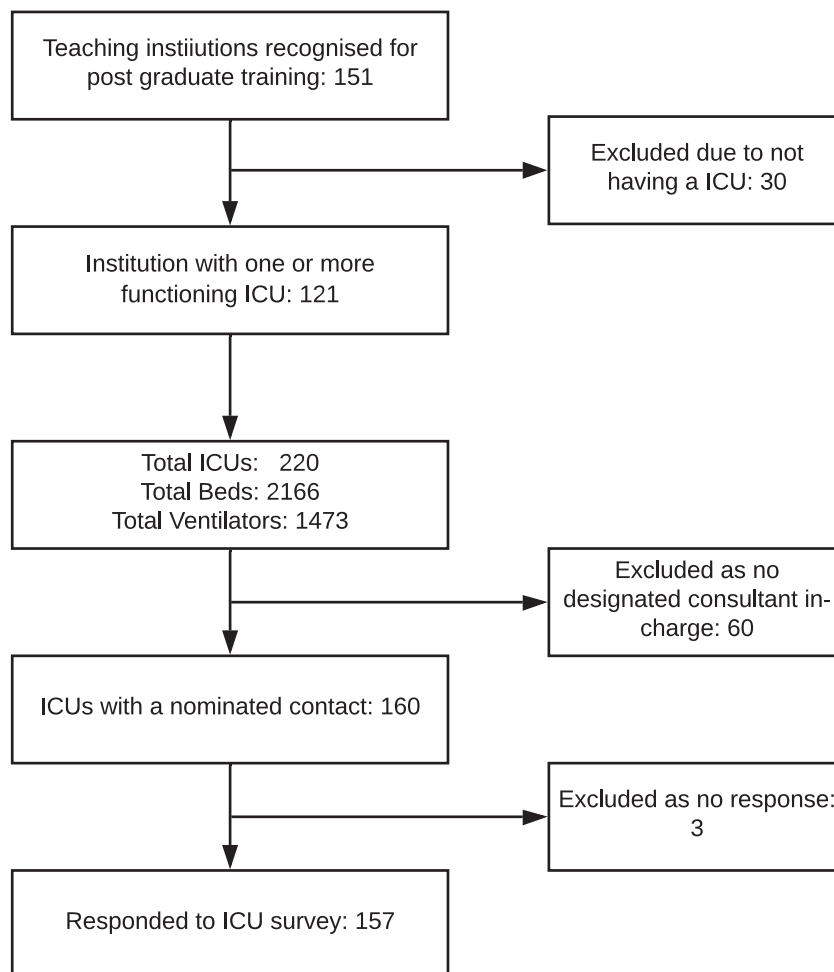 Teaching instiiutions recognised for
post graduate training: 151
Excluded due to not
having a ICU: 30
Institution with one or more
functioning ICU: 121
Total ICUs: 220
Total Beds: 2166
Total Ventilators: 1473
Excluded as no
designated consultant in-
charge: 60
ICUs with a nominated contact: 160
Excluded as no response:
3
Responded to ICU survey: 157